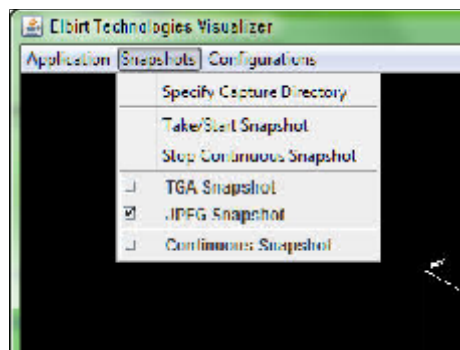 Elbirt Technologies Visualizer
Application Snapshots Configurations
Specify Capture Directory
Take/Start Snapshot
Stop Continuous Snapshot
TGA Snapshot
JPEG Snapshot
Continuous Snapshot